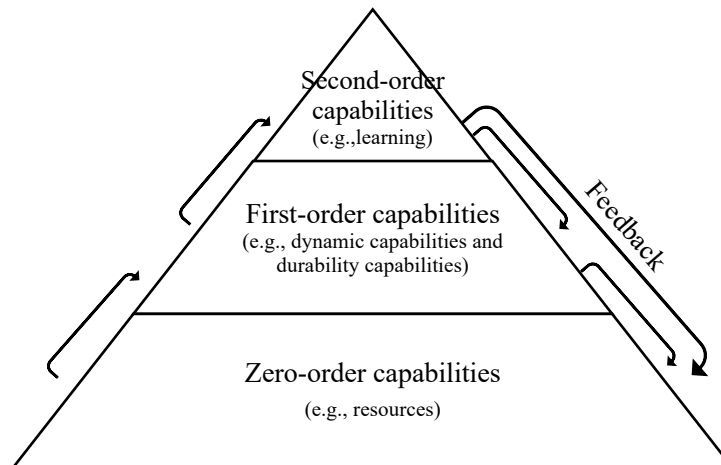 Second-order
capabilities
(e.g.,learning)
First-order capabilities
(e.g., dynamic capabilities and
durability capabilities)
Feedback
Zero-order capabilities
(e.g., resources)